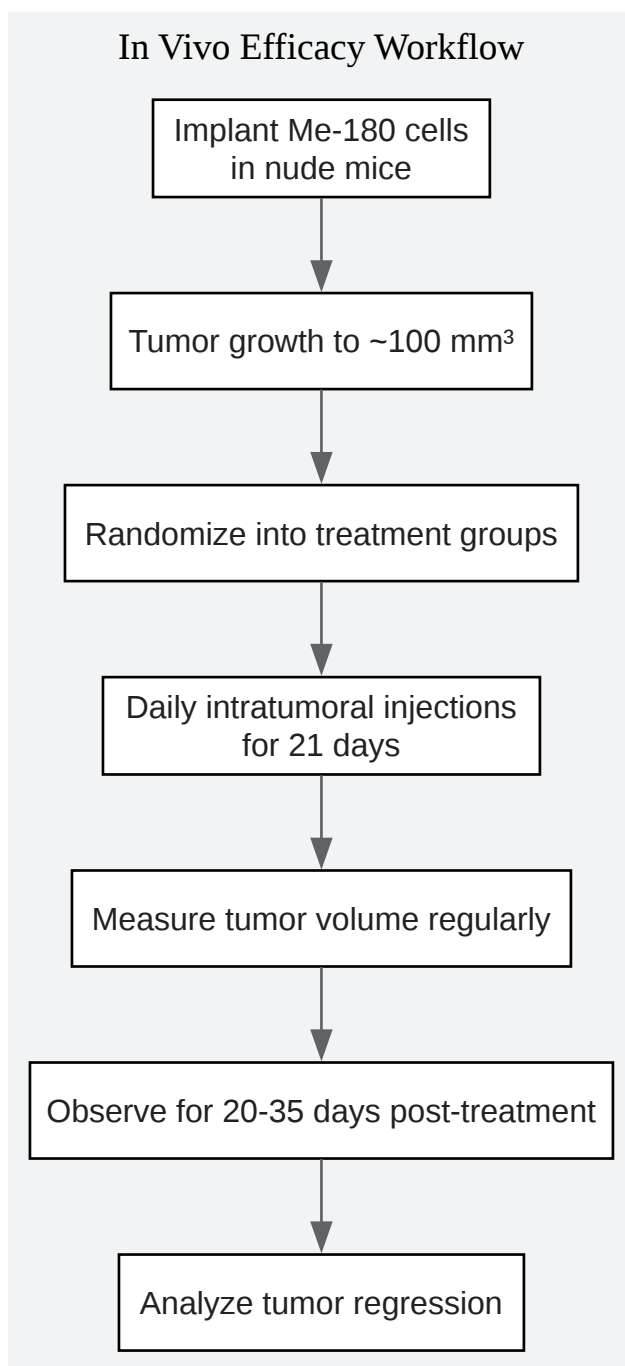 In Vivo Efficacy Workflow
Implant Me-180 cells
in nude mice
Tumor growth to ~100 mm³
Randomize into treatment groups
Daily intratumoral injections
for 21 days
Measure tumor volume regularly
Observe for 20-35 days post-treatment
Analyze tumor regression